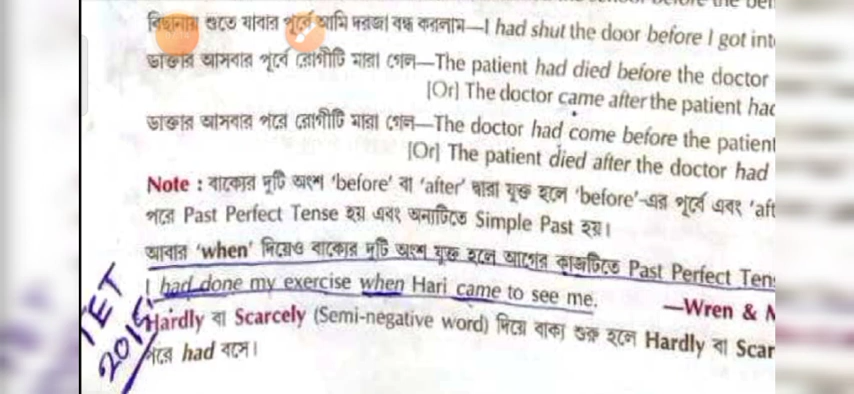 বিছানায় শুতে যাবার পূর্বে আমি দরজা বন্ধ করলাম—I had shut the door before I got int
ডাক্তার আসবার পূর্বে রোগীটি মারা গেল—The patient had died before the doctor
[Or] The doctor came after the patient had
ডাক্তার আসবার পরে রোগীটি মারা গেল—The doctor had come before the patient
[Or] The patient died after the doctor had
Note : বাক্যের দুটি অংশ 'before' বা 'after' দ্বারা যুক্ত হলে 'before'-এর পূর্বে এবং 'aft
পরে Past Perfect Tense হয় এবং অন্যটিতে Simple Past হয়।
আবার 'when' দিয়েও বাক্যের দুটি অংশ যুক্ত হলে আগের কাজটিতে Past Perfect Ten
I had done my exercise when Hari came to see me. —Wren &
TET
2015
Hardly বা Scarcely (Semi-negative word) দিয়ে বাক্য শুরু হলে Hardly বা Scar
পরে had বসে।